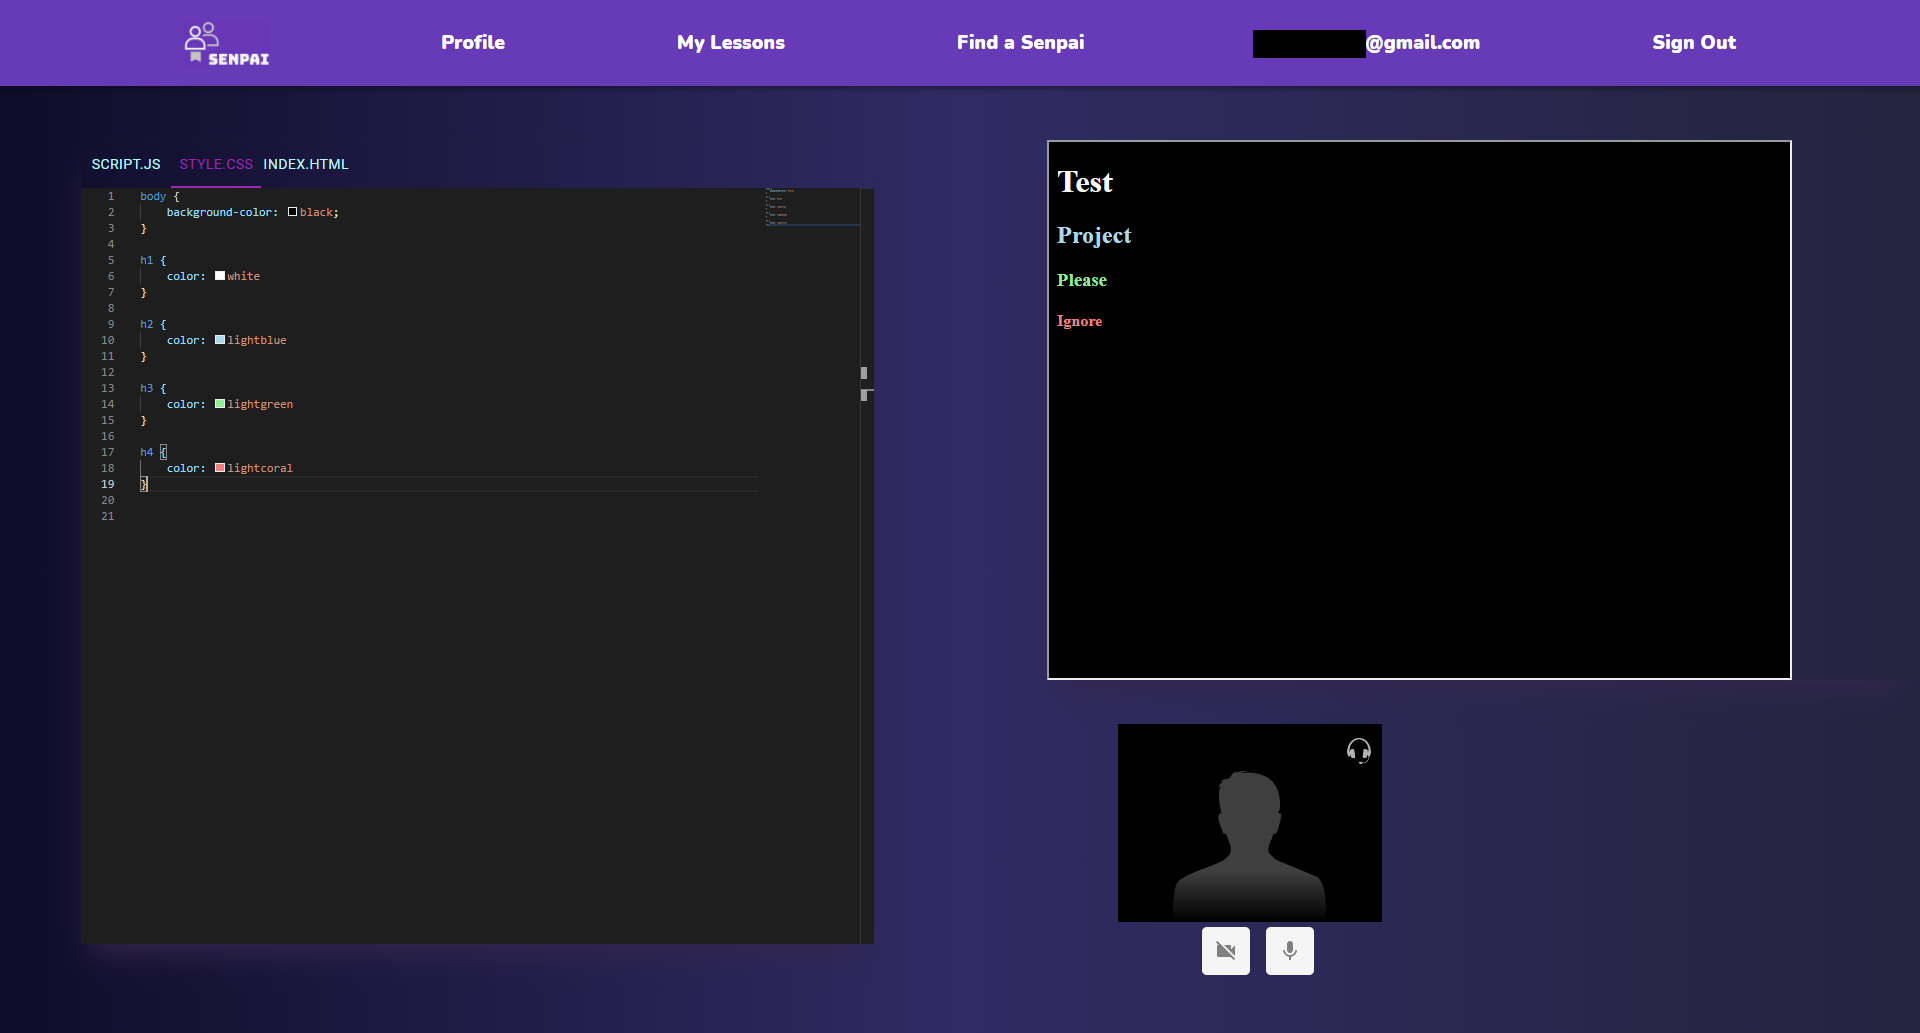 SENPAI
Profile
My Lessons
Find a Senpai
@gmail.com
Sign Out
SCRIPT.JS STYLE.CSS INDEX.HTML
1 body {
2     background-color: black;
3 }
4
5 h1 {
6     color: white
7 }
8
9 h2 {
10     color: lightblue
11 }
12
13 h3 {
14     color: lightgreen
15 }
16
17 h4 {
18     color: lightcoral
19 }
20
21
Test
Project
Please
Ignore